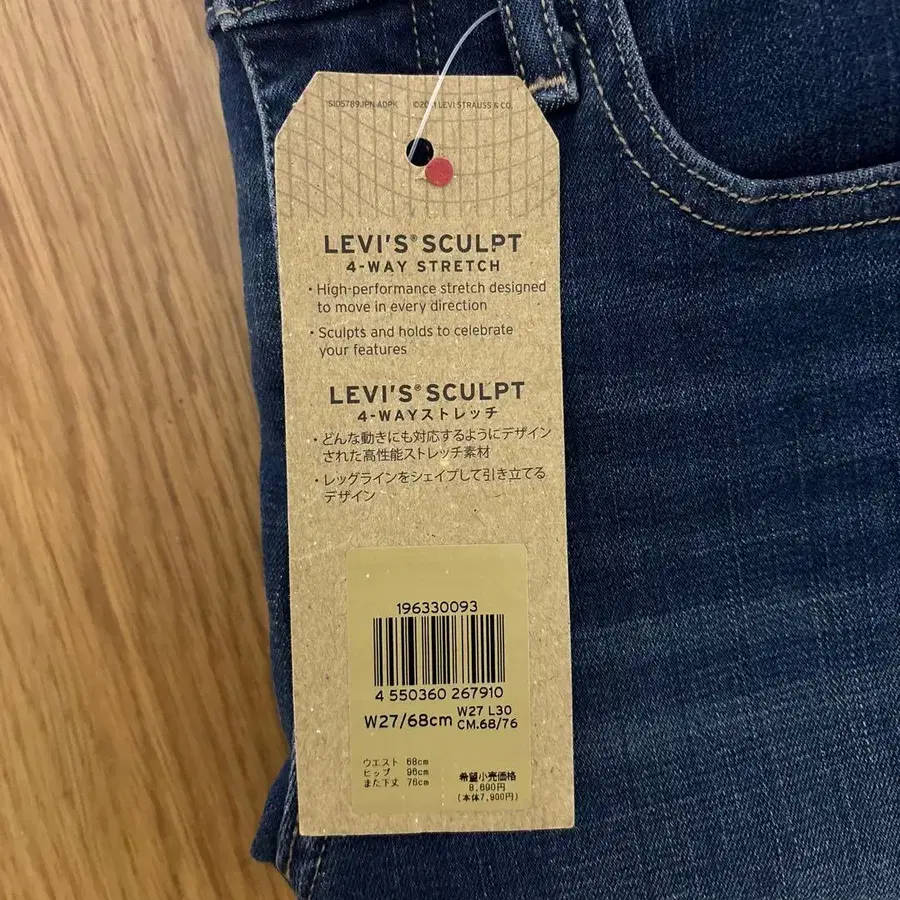 S105789JPN ADPK ©2021 LEVI STRAUSS & CO.
LEVI'S® SCULPT
4-WAY STRETCH
・High-performance stretch designed
to move in every direction
・Sculpts and holds to celebrate
your features
LEVI'S® SCULPT
4-WAYストレッチ
・どんな動きにも対応するようにデザイン
された高性能ストレッチ素材
・レッグラインをシェイプして引き立てる
デザイン
196330093
4 550360 267910
W27/68cm W27 L30
CM.68/76
ウエスト 68cm
ヒップ 96cm
また下丈 76cm
希望小売価格
8,690円
(本体7,900円)